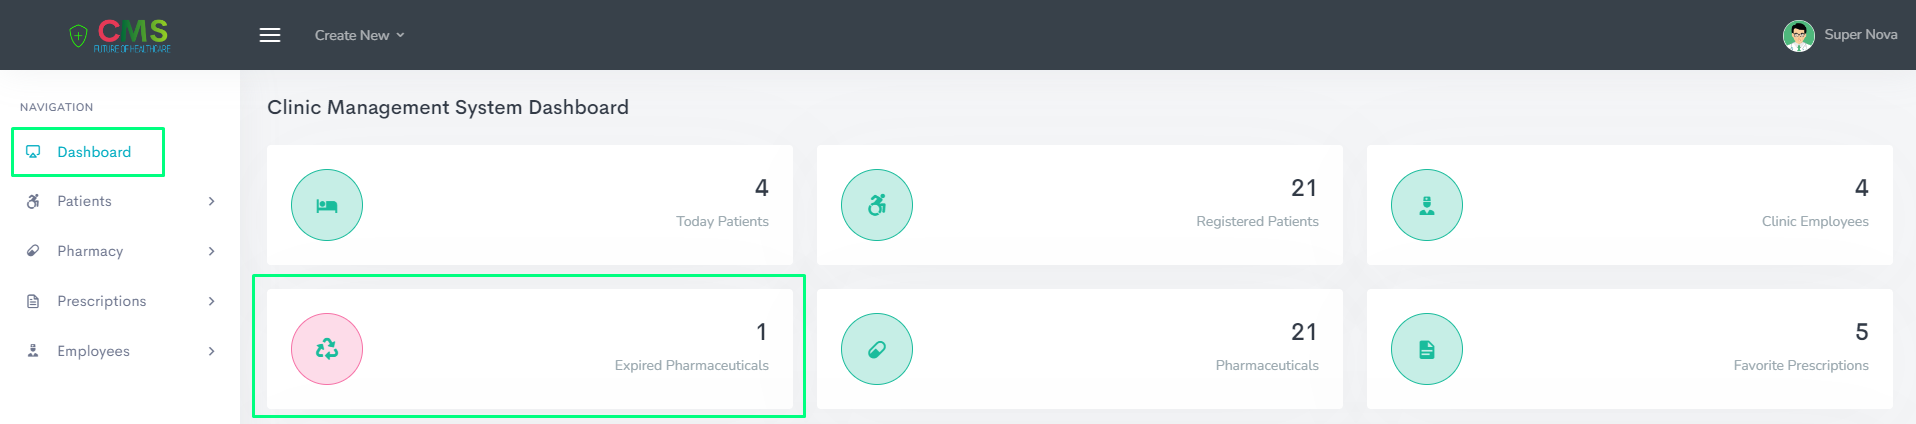 CMS
FUTURE OF HEALTHCARE
Create New
Super Nova
NAVIGATION
Dashboard
Patients
Pharmacy
Prescriptions
Employees
Clinic Management System Dashboard
4
Today Patients
21
Registered Patients
4
Clinic Employees
1
Expired Pharmaceuticals
21
Pharmaceuticals
5
Favorite Prescriptions